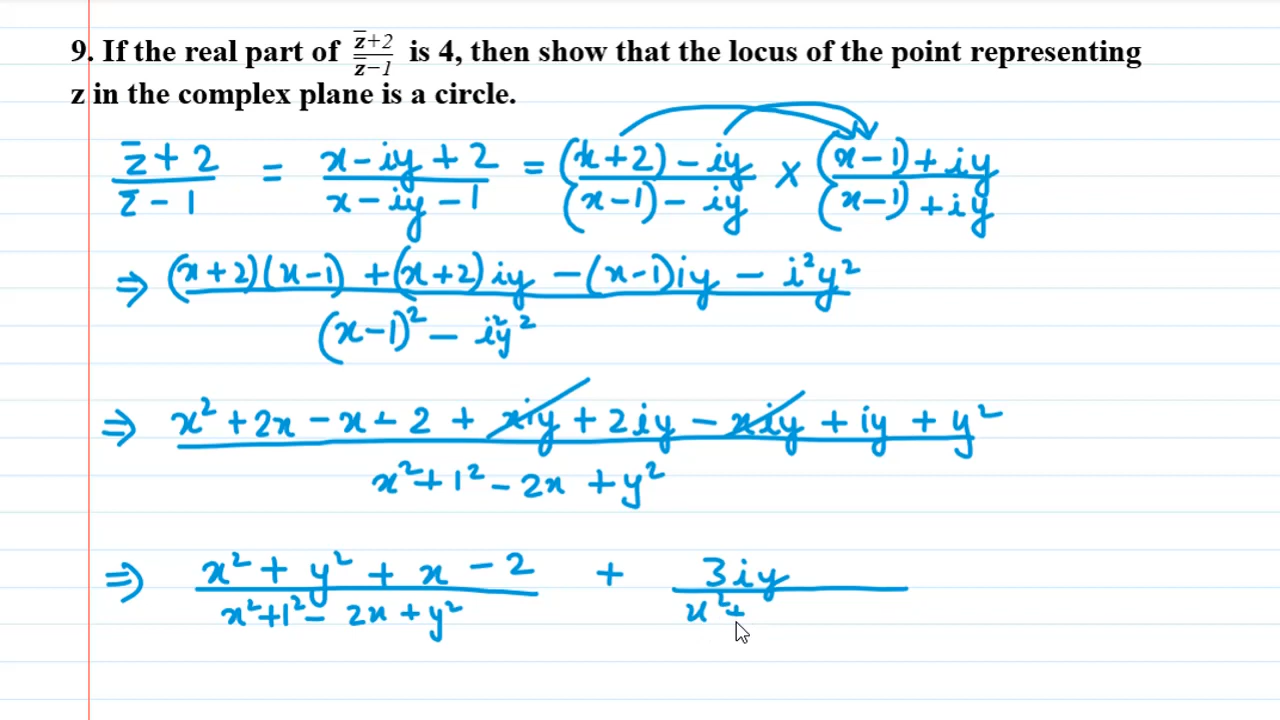 9. If the real part of (z̅+2)/(z̅−1) is 4, then show that the locus of the point representing
z in the complex plane is a circle.
(z̄ + 2)/(z̄ - 1) = (x - iy + 2)/(x - iy - 1) = ((x + 2) - iy)/((x - 1) - iy) × ((x - 1) + iy)/((x - 1) + iy)
⇒ ((x + 2)(x - 1) + (x + 2)iy - (x - 1)iy - i²y²)/((x - 1)² - i²y²)
⇒ (x² + 2x - x - 2 + xiy + 2iy - xiy + iy + y²)/(x² + 1² - 2x + y²)
⇒ (x² + y² + x - 2)/(x² + 1² - 2x + y²) + 3iy/(x² +